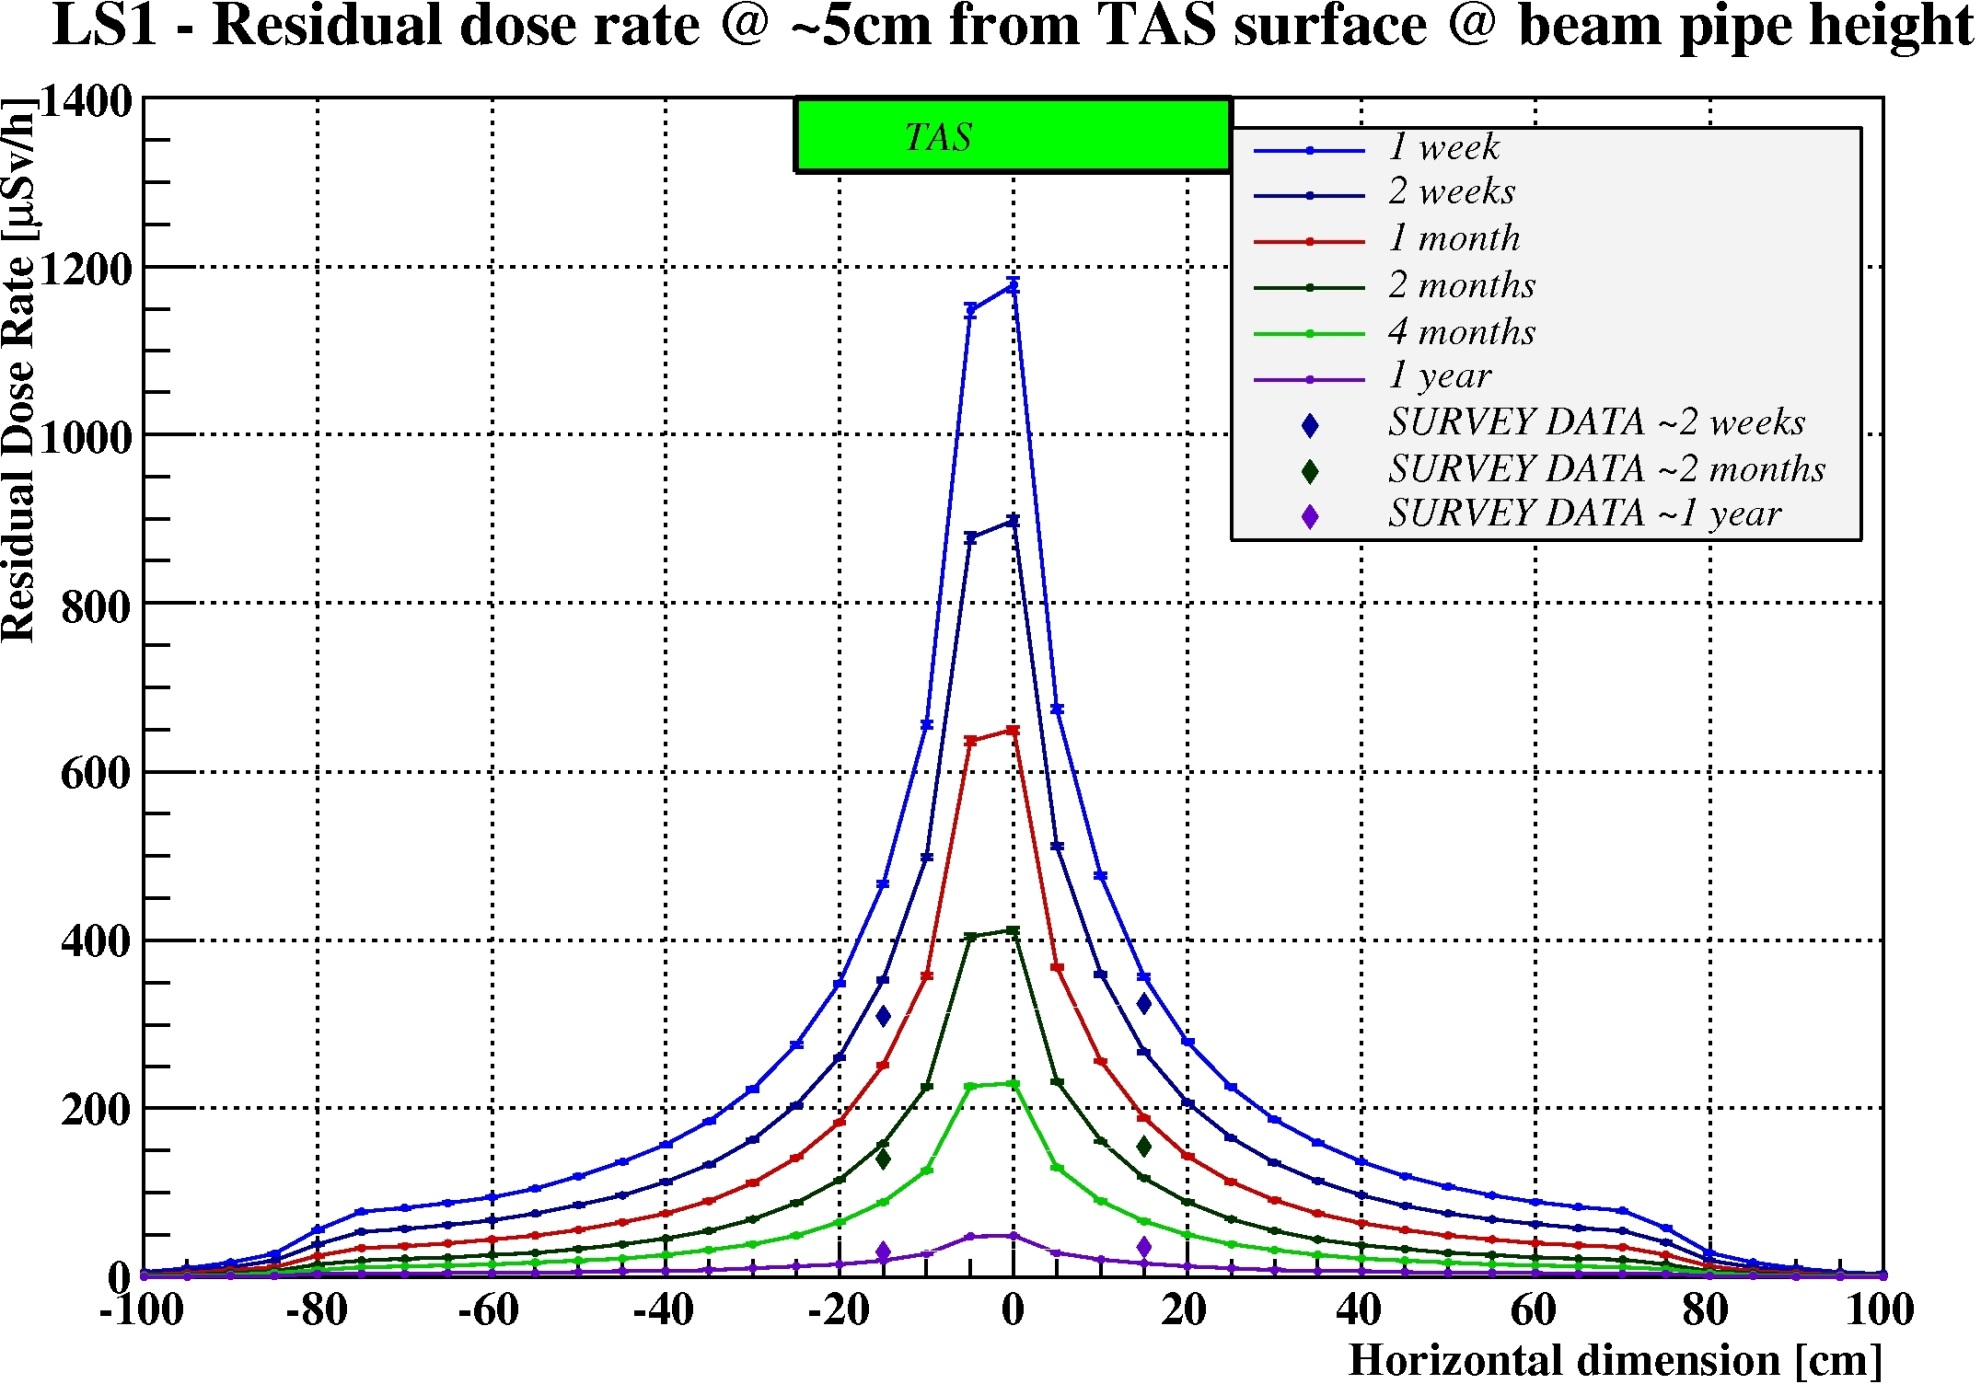 LS1 - Residual dose rate @ ~5cm from TAS surface @ beam pipe height
Residual Dose Rate [μSv/h]
1400
1200
1000
800
600
400
200
0
TAS
1 week
2 weeks
1 month
2 months
4 months
1 year
SURVEY DATA ~2 weeks
SURVEY DATA ~2 months
SURVEY DATA ~1 year
-100 -80 -60 -40 -20 0 20 40 60 80 100
Horizontal dimension [cm]